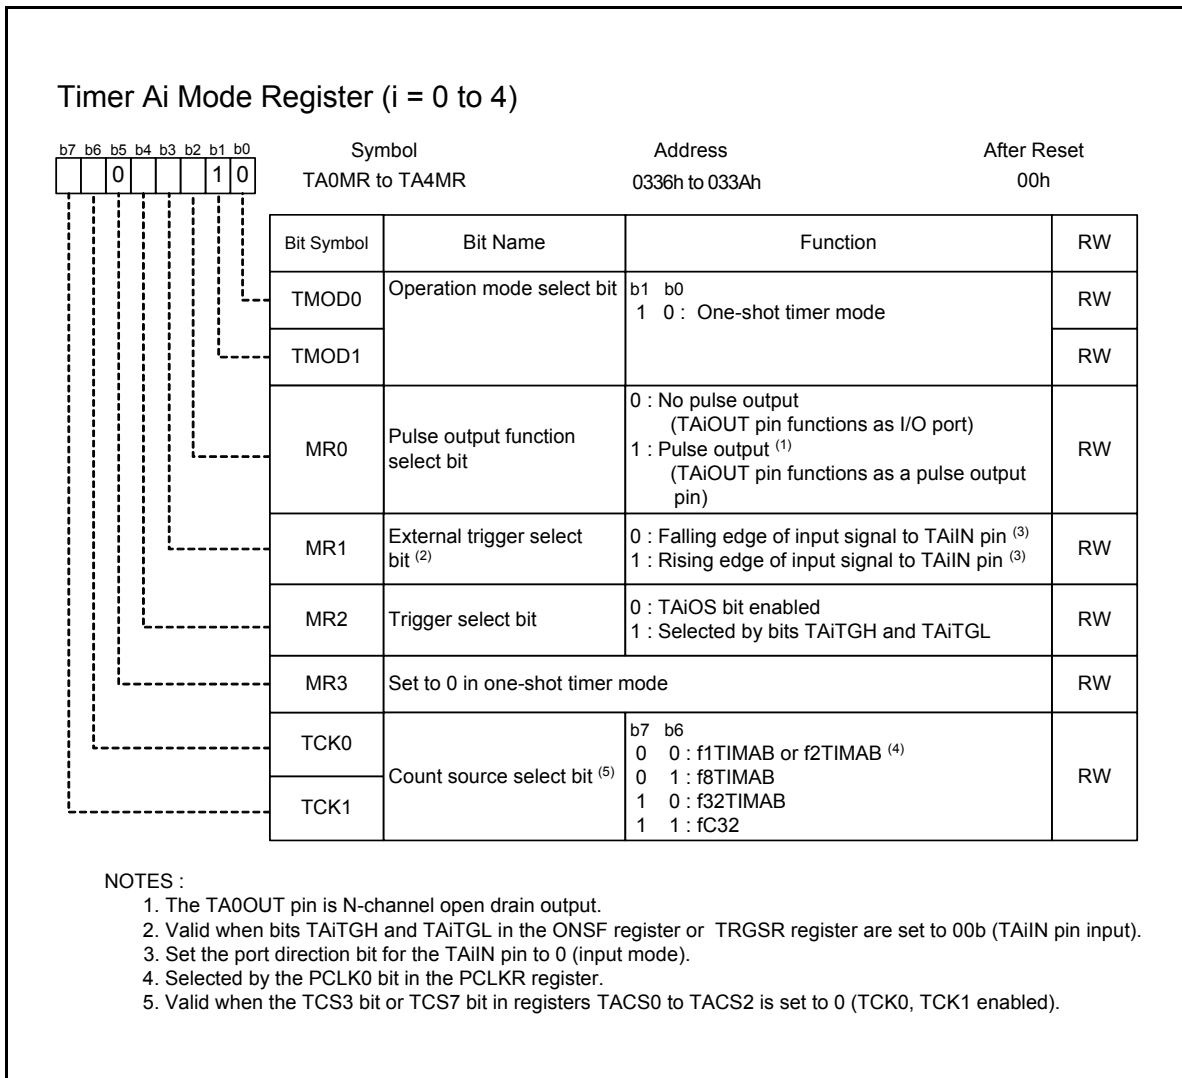 Timer Ai Mode Register (i = 0 to 4)
b7 b6 b5 b4 b3 b2 b1 b0
Symbol Address After Reset
0 1 0
TA0MR to TA4MR 0336h to 033Ah 00h
Bit Symbol Bit Name Function RW
TMOD0 Operation mode select bit b1 b0
1 0 : One-shot timer mode RW
TMOD1 RW
MR0 Pulse output function
select bit
0 : No pulse output
(TAiOUT pin functions as I/O port)
1 : Pulse output (1)
(TAiOUT pin functions as a pulse output
pin)
RW
MR1 External trigger select
bit (2)
0 : Falling edge of input signal to TAiIN pin (3)
1 : Rising edge of input signal to TAiIN pin (3)
RW
MR2 Trigger select bit
0 : TAiOS bit enabled
1 : Selected by bits TAiTGH and TAiTGL
RW
MR3 Set to 0 in one-shot timer mode RW
TCK0
TCK1
Count source select bit (5)
b7 b6
0 0 : f1TIMAB or f2TIMAB (4)
0 1 : f8TIMAB
1 0 : f32TIMAB
1 1 : fC32
RW
NOTES :
1. The TA0OUT pin is N-channel open drain output.
2. Valid when bits TAiTGH and TAiTGL in the ONSF register or TRGSR register are set to 00b (TAiIN pin input).
3. Set the port direction bit for the TAiIN pin to 0 (input mode).
4. Selected by the PCLK0 bit in the PCLKR register.
5. Valid when the TCS3 bit or TCS7 bit in registers TACS0 to TACS2 is set to 0 (TCK0, TCK1 enabled).